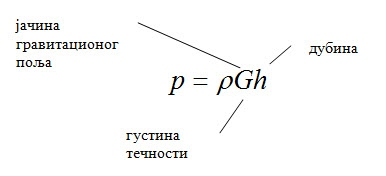 јачина
гравитационог
поља
дубина
p = ρGh
густина
течности